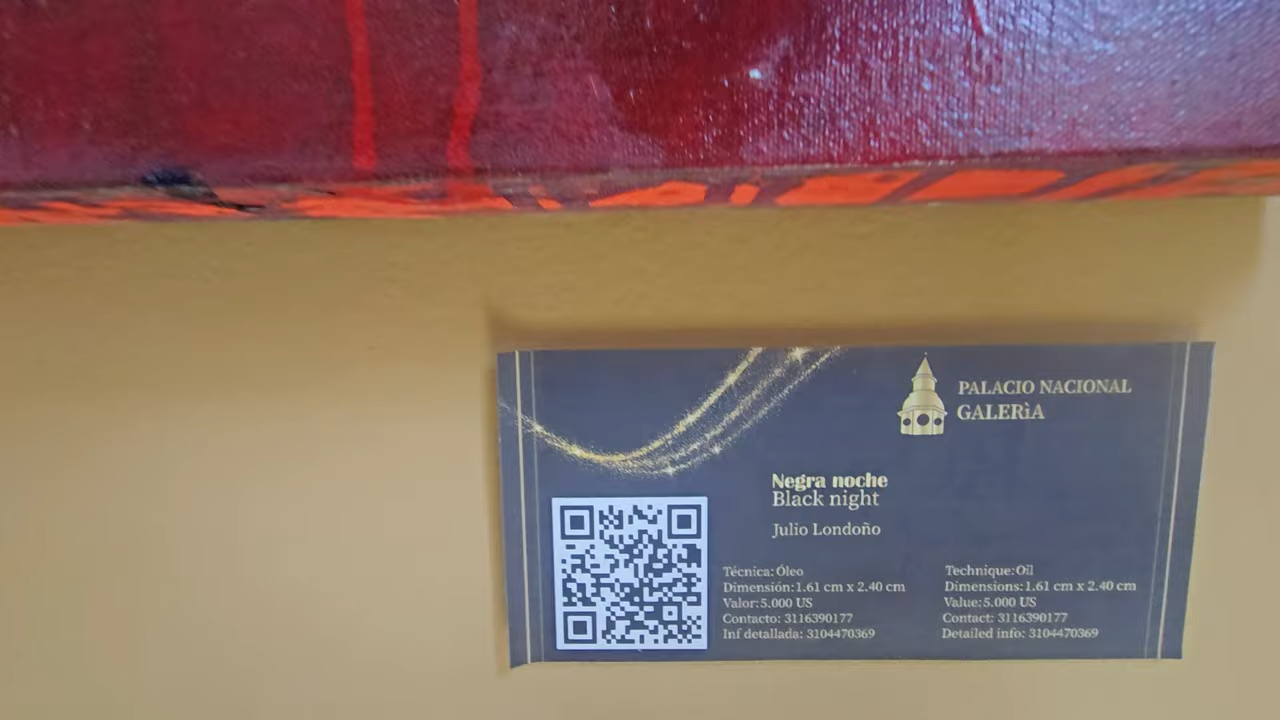 PALACIO NACIONAL
GALERìA
Negra noche
Black night
Julio Londoño
Técnica: Óleo
Dimensión: 1.61 cm x 2.40 cm
Valor: 5.000 US
Contacto: 3116390177
Inf detallada: 3104470369
Technique: Oil
Dimensions: 1.61 cm x 2.40 cm
Value: 5.000 US
Contact: 3116390177
Detailed info: 3104470369